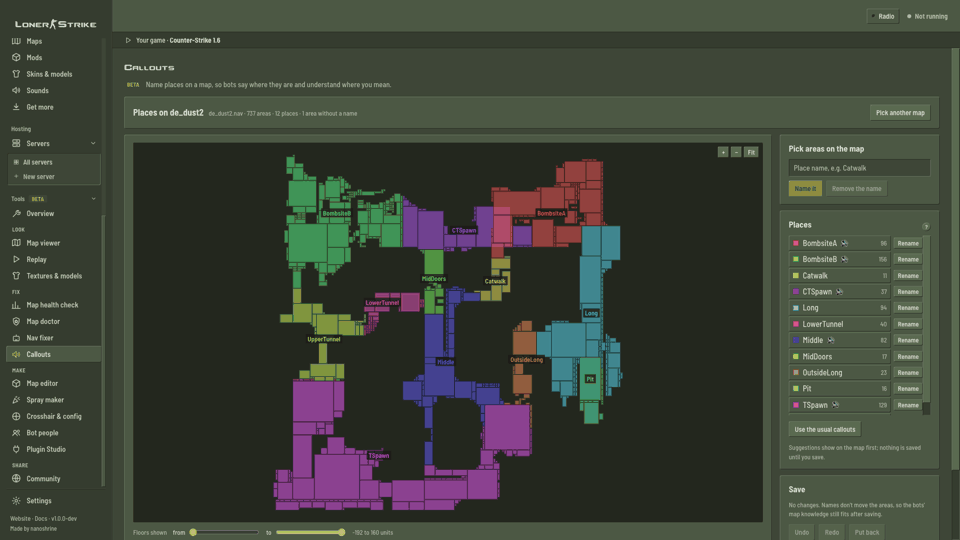 LONERSTRIKE
Maps
Mods
Skins & models
Sounds
Get more
Hosting
Servers
All servers
New server
Tools BETA
Overview
LOOK
Map viewer
Replay
Textures & models
FIX
Map health check
Map doctor
Nav fixer
Callouts
MAKE
Map editor
Spray maker
Crosshair & config
Bot people
Plugin Studio
SHARE
Community
Settings
Website · Docs · v1.0.0-dev
Made by nanoshrine
Radio
Not running
Your game · Counter-Strike 1.6
CALLOUTS
BETA Name places on a map, so bots say where they are and understand where you mean.
Places on de_dust2 de_dust2.nav · 737 areas · 12 places · 1 area without a name
Pick another map
+ − Fit
BombsiteB
BombsiteA
CTSpawn
MidDoors
Catwalk
LowerTunnel
Long
UpperTunnel
OutsideLong
Middle
Pit
TSpawn
Floors shown from to -192 to 160 units
Pick areas on the map
Place name, e.g. Catwalk
Name it
Remove the name
Places
?
BombsiteA 86 Rename
BombsiteB Rename
Catwalk 11 Rename
CTSpawn 37 Rename
Long 94 Rename
LowerTunnel 40 Rename
Middle 82 Rename
MidDoors 17 Rename
OutsideLong 23 Rename
Pit 16 Rename
TSpawn Rename
Use the usual callouts
Suggestions show on the map first; nothing is saved
until you save.
Save
No changes. Names don't move the areas, so the bots'
map knowledge still fits after saving.
Undo
Redo
Put back